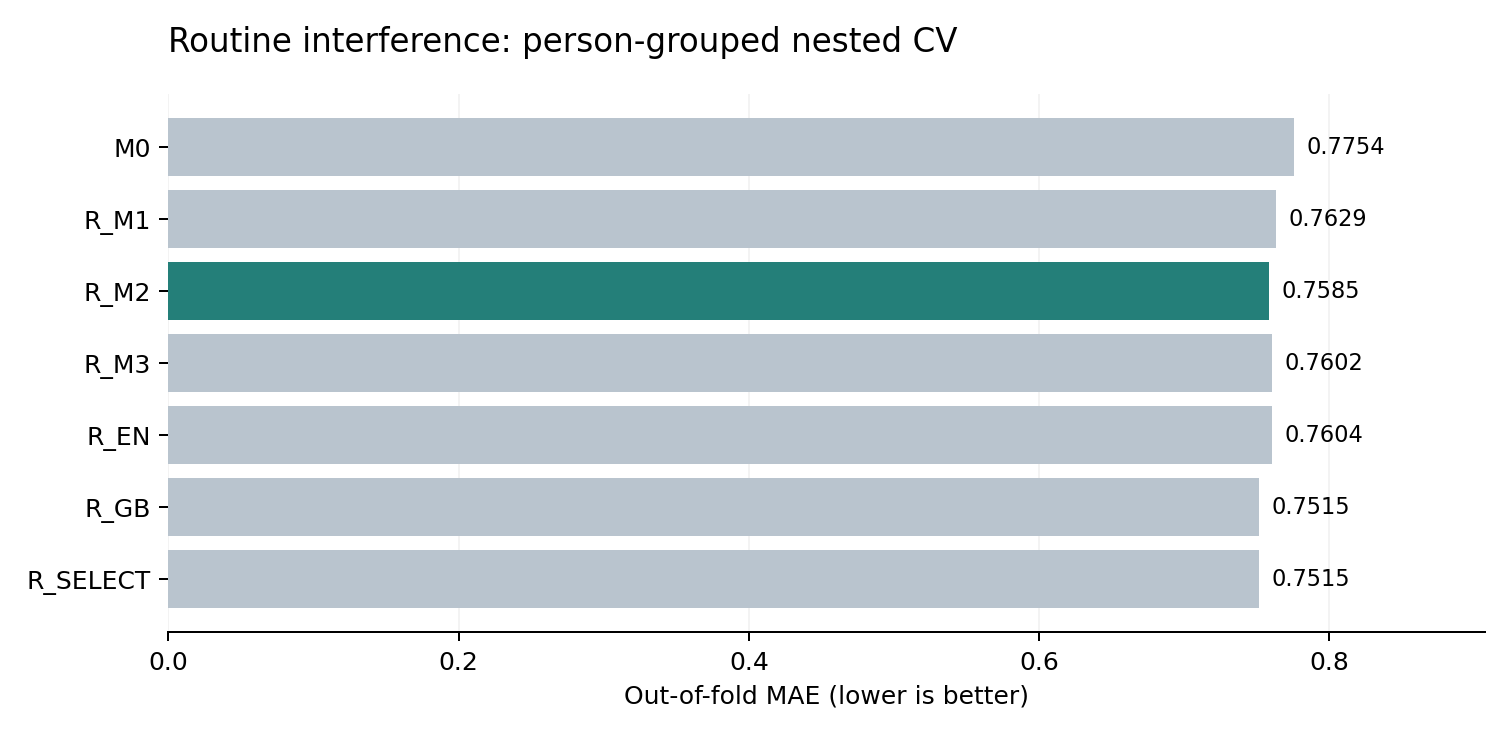 Routine interference: person-grouped nested CV
M0 0.7754
R_M1 0.7629
R_M2 0.7585
R_M3 0.7602
R_EN 0.7604
R_GB 0.7515
R_SELECT 0.7515
0.0 0.2 0.4 0.6 0.8
Out-of-fold MAE (lower is better)